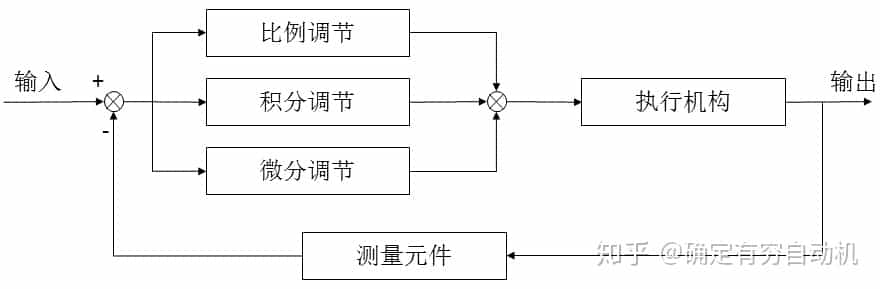 比例调节
输入
+
积分调节
执行机构
输出
-
微分调节
测量元件
知乎 @确定有穷自动机